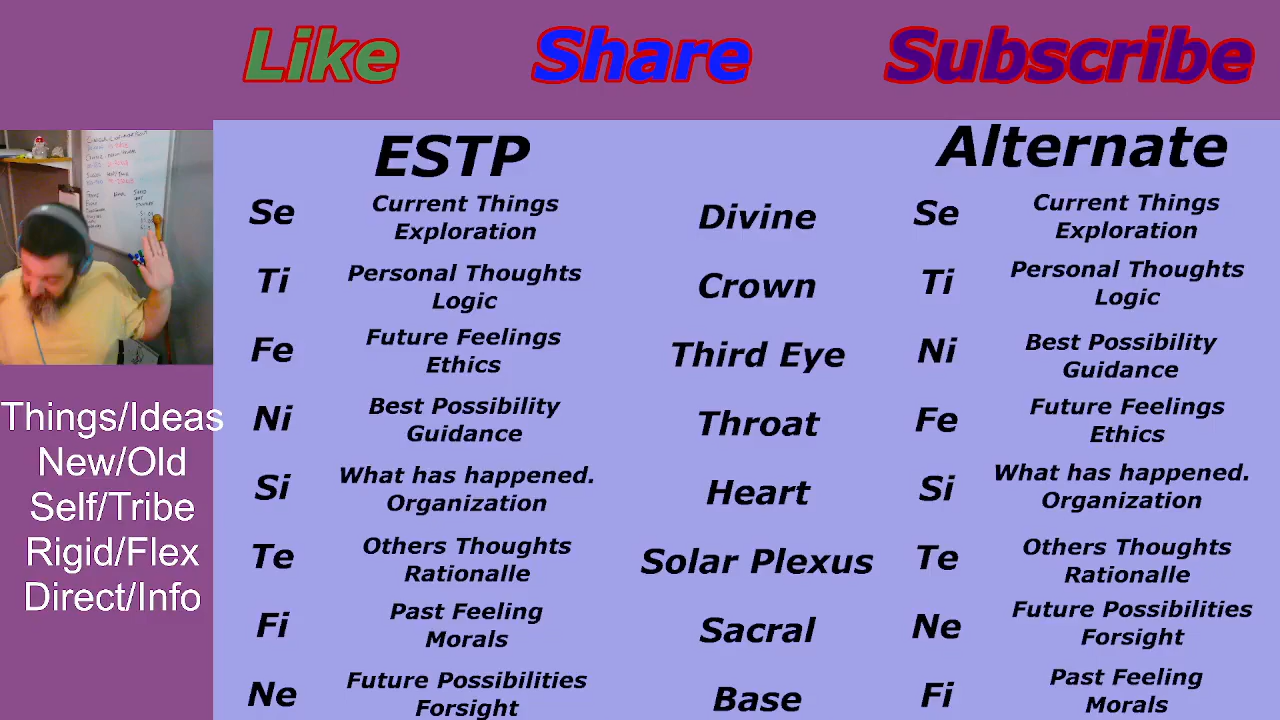 Like Share Subscribe
ESTP Alternate
Se Current Things Divine Se Current Things
Exploration Exploration
Ti Personal Thoughts Crown Ti Personal Thoughts
Logic Logic
Fe Future Feelings Third Eye Ni Best Possibility
Ethics Guidance
Ni Best Possibility Throat Fe Future Feelings
Guidance Ethics
Si What has happened. Heart Si What has happened.
Organization Organization
Te Others Thoughts Solar Plexus Te Others Thoughts
Rationalle Rationalle
Fi Past Feeling Sacral Ne Future Possibilities
Morals Forsight
Ne Future Possibilities Base Fi Past Feeling
Forsight Morals
Things/Ideas
New/Old
Self/Tribe
Rigid/Flex
Direct/Info